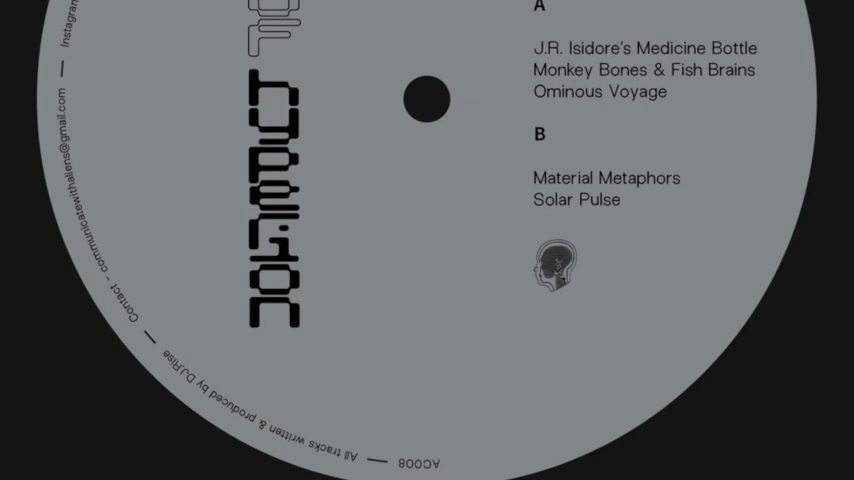 OF
A
J.R. Isidore's Medicine Bottle
Monkey Bones & Fish Brains
Ominous Voyage
B
Material Metaphors
Solar Pulse
Instagram
Contact - communicatewithaliens@gmail.com
All tracks written & produced by DJ.Rise
AC008